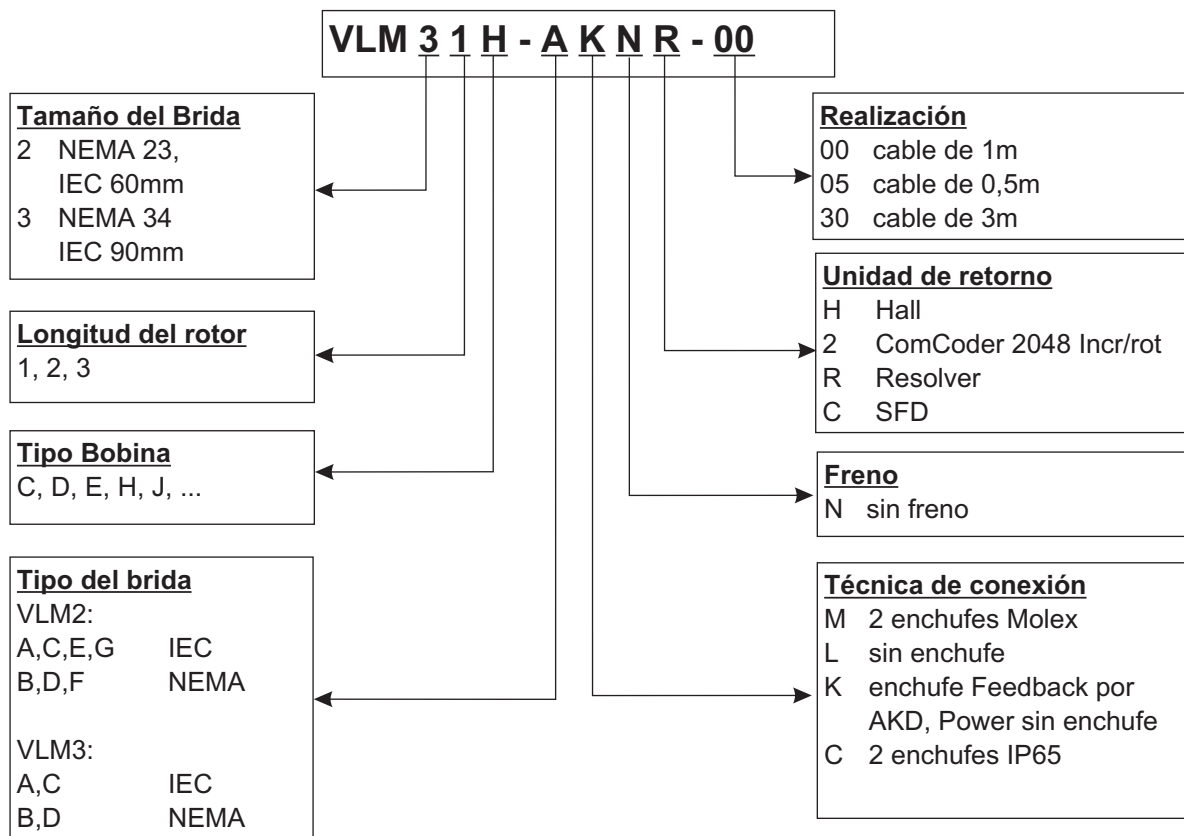 VLM 3 1 H - A K N R - 00
Tamaño del Brida
2 NEMA 23,
IEC 60mm
3 NEMA 34
IEC 90mm
Longitud del rotor
1, 2, 3
Tipo Bobina
C, D, E, H, J, ...
Tipo del brida
VLM2:
A,C,E,G IEC
B,D,F NEMA
VLM3:
A,C IEC
B,D NEMA
Realización
00 cable de 1m
05 cable de 0,5m
30 cable de 3m
Unidad de retorno
H Hall
2 ComCoder 2048 Incr/rot
R Resolver
C SFD
Freno
N sin freno
Técnica de conexión
M 2 enchufes Molex
L sin enchufe
K enchufe Feedback por
AKD, Power sin enchufe
C 2 enchufes IP65